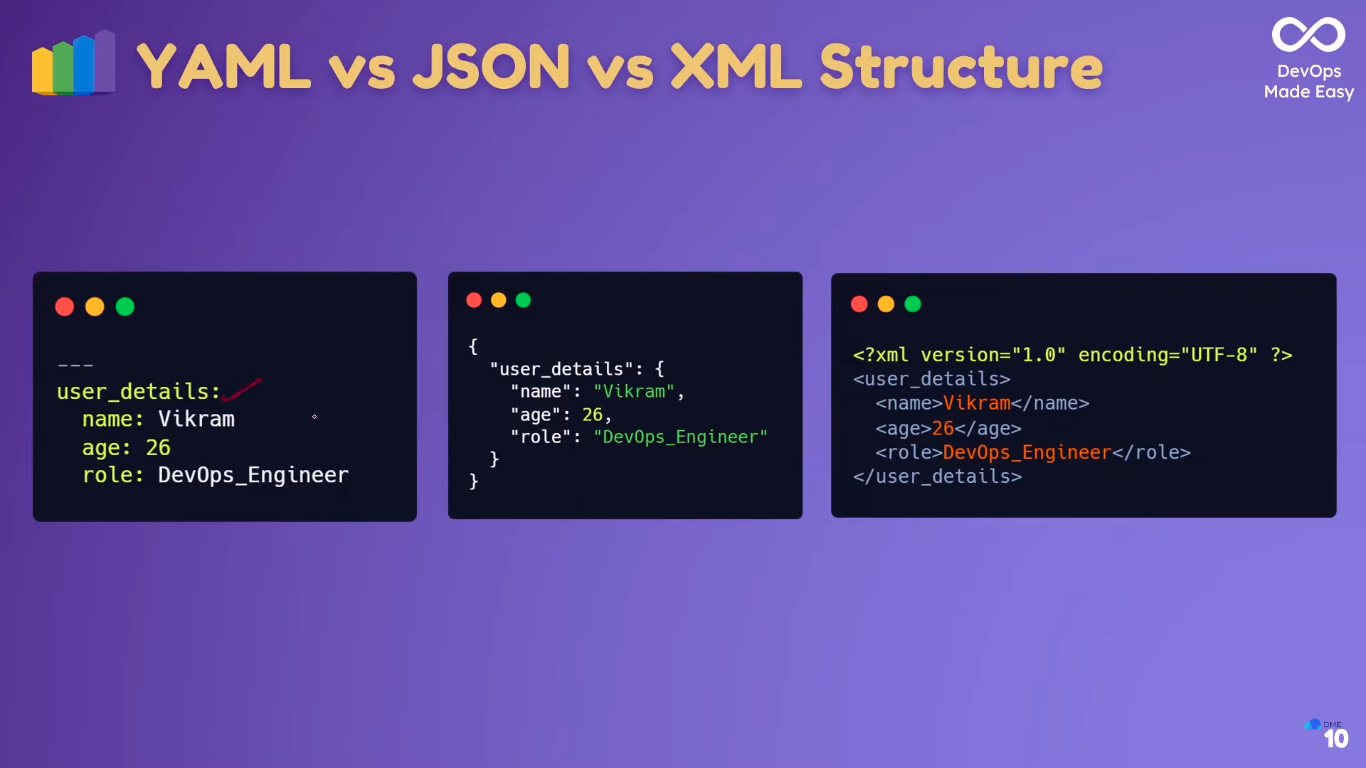 YAML vs JSON vs XML Structure
DevOps
Made Easy
---
user_details:
  name: Vikram
  age: 26
  role: DevOps_Engineer
{
  "user_details": {
    "name": "Vikram",
    "age": 26,
    "role": "DevOps_Engineer"
  }
}
<?xml version="1.0" encoding="UTF-8" ?>
<user_details>
  <name>Vikram</name>
  <age>26</age>
  <role>DevOps_Engineer</role>
</user_details>
DME
10